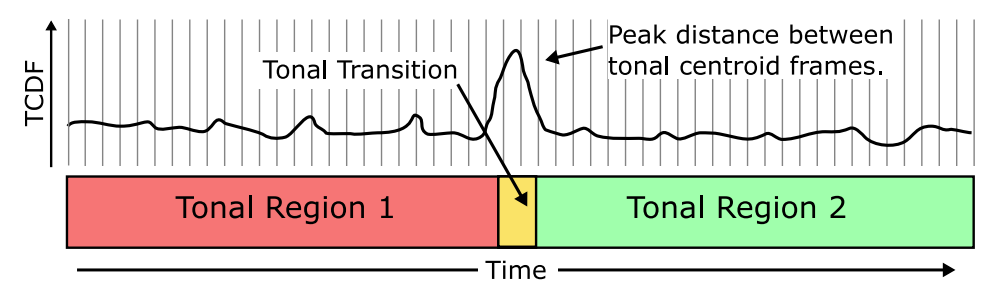 TCDF
Peak distance between
tonal centroid frames.
Tonal Transition
Tonal Region 1
Tonal Region 2
Time